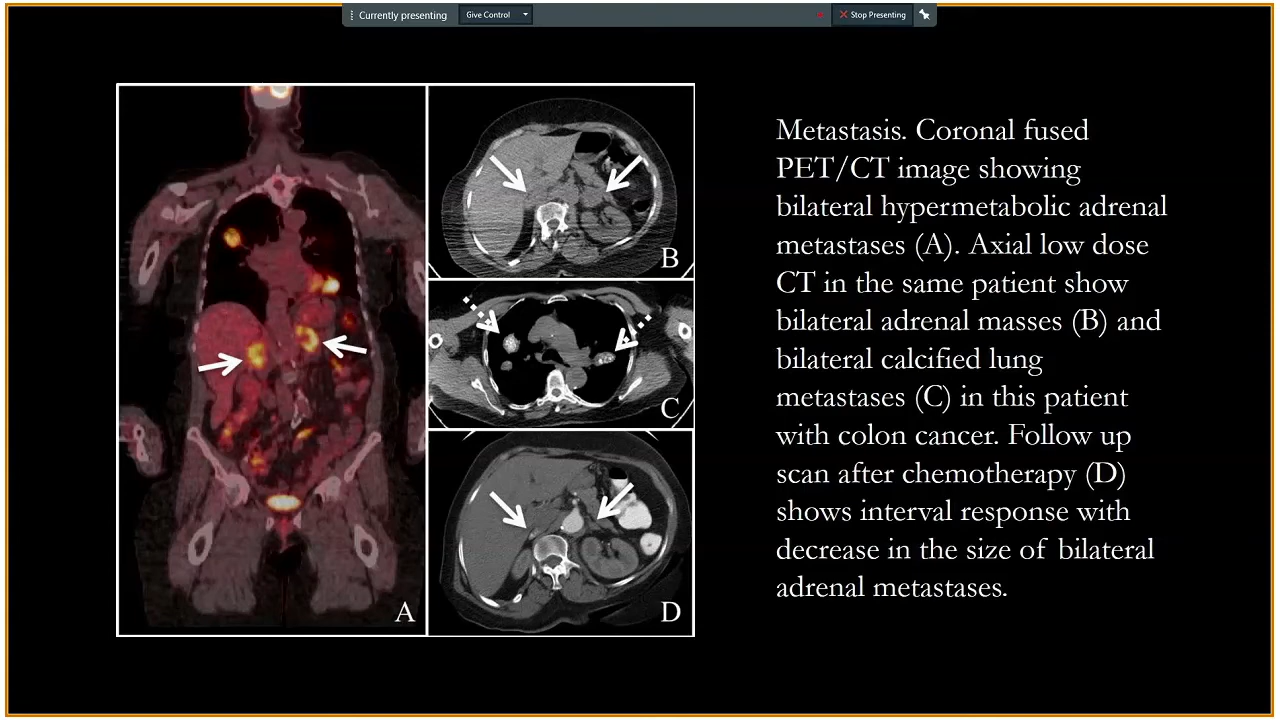 Currently presenting
Give Control
Stop Presenting
A
B
C
D
Metastasis. Coronal fused
PET/CT image showing
bilateral hypermetabolic adrenal
metastases (A). Axial low dose
CT in the same patient show
bilateral adrenal masses (B) and
bilateral calcified lung
metastases (C) in this patient
with colon cancer. Follow up
scan after chemotherapy (D)
shows interval response with
decrease in the size of bilateral
adrenal metastases.